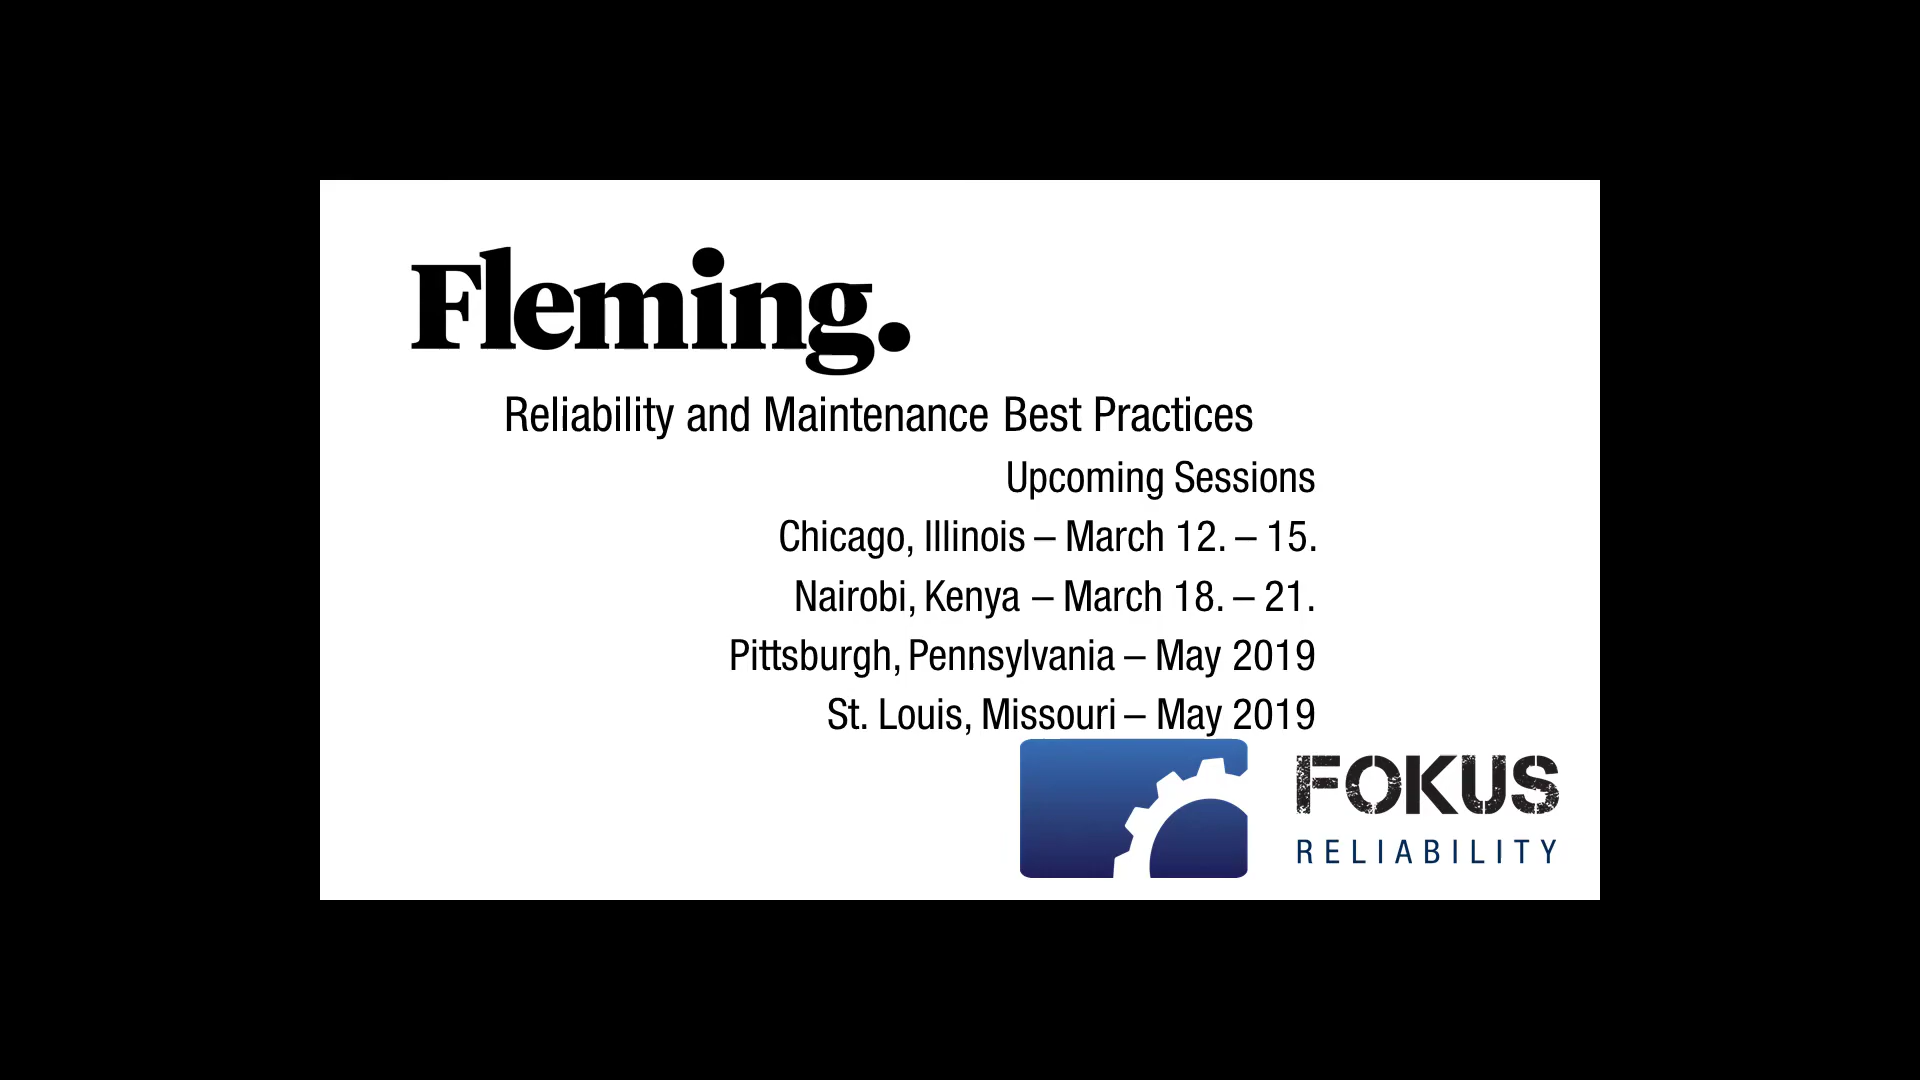 Fleming.
Reliability and Maintenance Best Practices
Upcoming Sessions
Chicago, Illinois – March 12. – 15.
Nairobi, Kenya – March 18. – 21.
Pittsburgh, Pennsylvania – May 2019
St. Louis, Missouri – May 2019
FOKUS
RELIABILITY